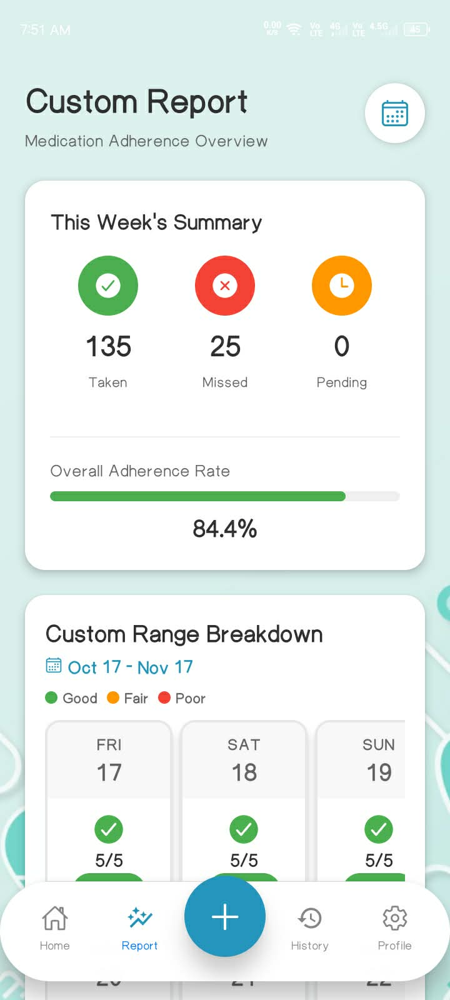 7:51 AM
0.00 K/S Vo LTE 4G Vo LTE 4.5G 45
Custom Report
Medication Adherence Overview
This Week's Summary
135 25 0
Taken Missed Pending
Overall Adherence Rate
84.4%
Custom Range Breakdown
Oct 17 - Nov 17
Good Fair Poor
FRI SAT SUN
17 18 19
5/5 5/5 5/5
Home Report History Profile